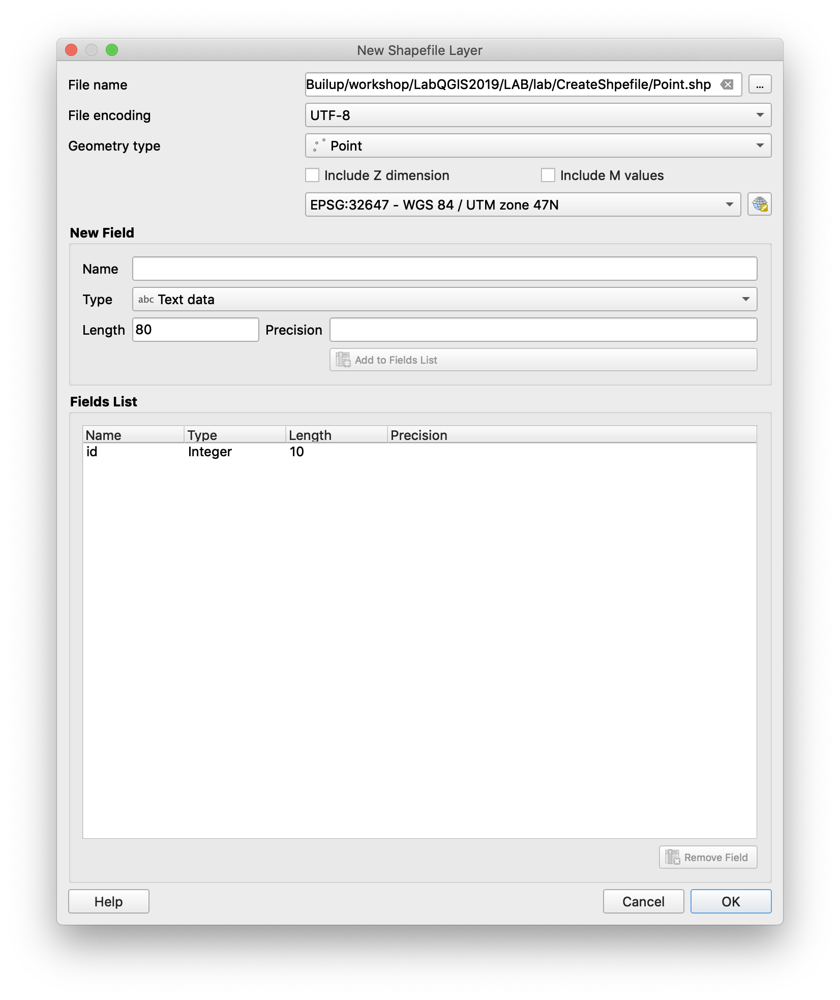 New Shapefile Layer
File name
Builup/workshop/LabQGIS2019/LAB/lab/CreateShpefile/Point.shp
...
File encoding
UTF-8
Geometry type
Point
Include Z dimension
Include M values
EPSG:32647 - WGS 84 / UTM zone 47N
New Field
Name
Type
abc Text data
Length
80
Precision
Add to Fields List
Fields List
Name Type Length Precision
id Integer 10
Remove Field
Help
Cancel
OK